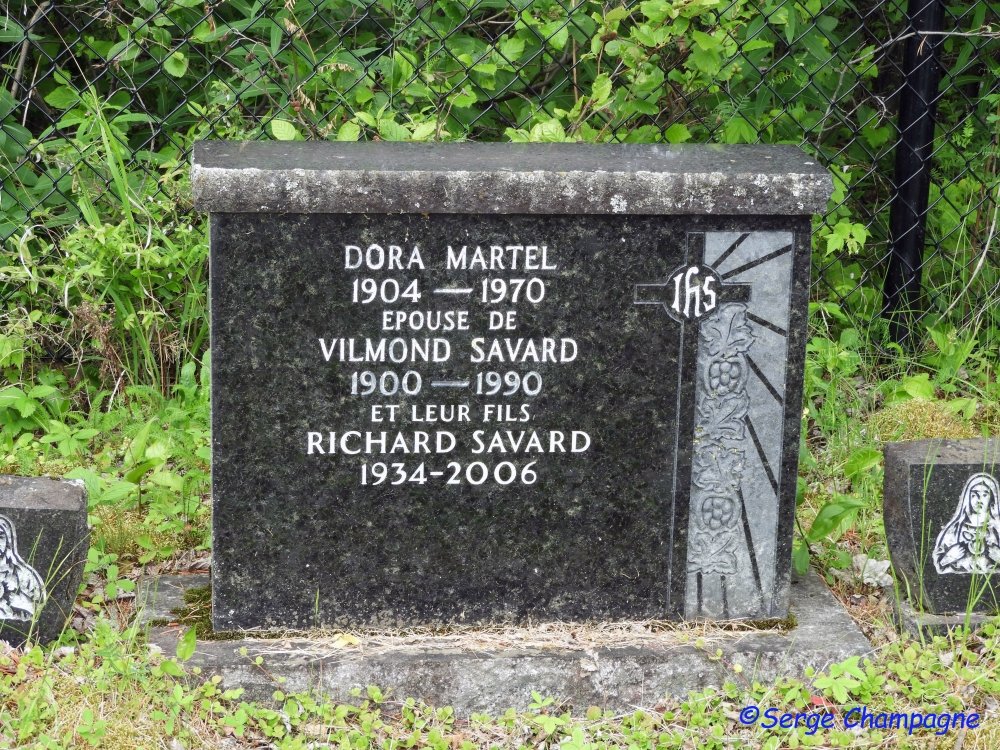 DORA MARTEL
1904 — 1970
EPOUSE DE
VILMOND SAVARD
1900 — 1990
ET LEUR FILS
RICHARD SAVARD
1934-2006
IhS
©Serge Champagne